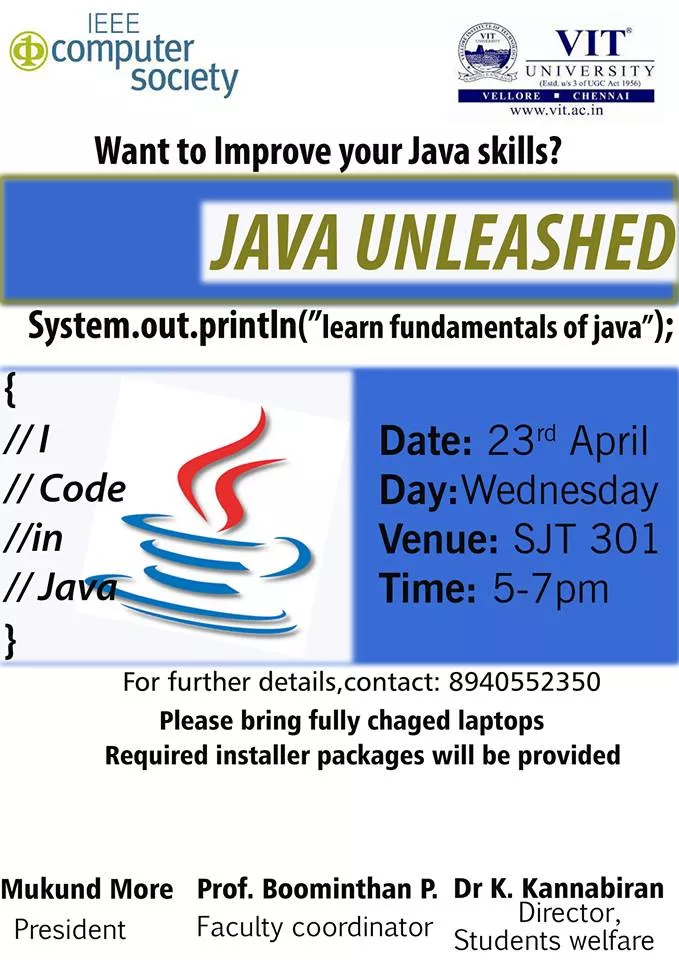 IEEE
computer
society
VIT®
UNIVERSITY
(Estd. u/s 3 of UGC Act 1956)
VELLORE ■ CHENNAI
www.vit.ac.in
Want to Improve your Java skills?
JAVA UNLEASHED
System.out.println(”learn fundamentals of java”);
{
// I
// Code
//in
// Java
}
Date: 23rd April
Day:Wednesday
Venue: SJT 301
Time: 5-7pm
For further details,contact: 8940552350
Please bring fully chaged laptops
Required installer packages will be provided
Mukund More
President
Prof. Boominthan P.
Faculty coordinator
Dr K. Kannabiran
Director,
Students welfare